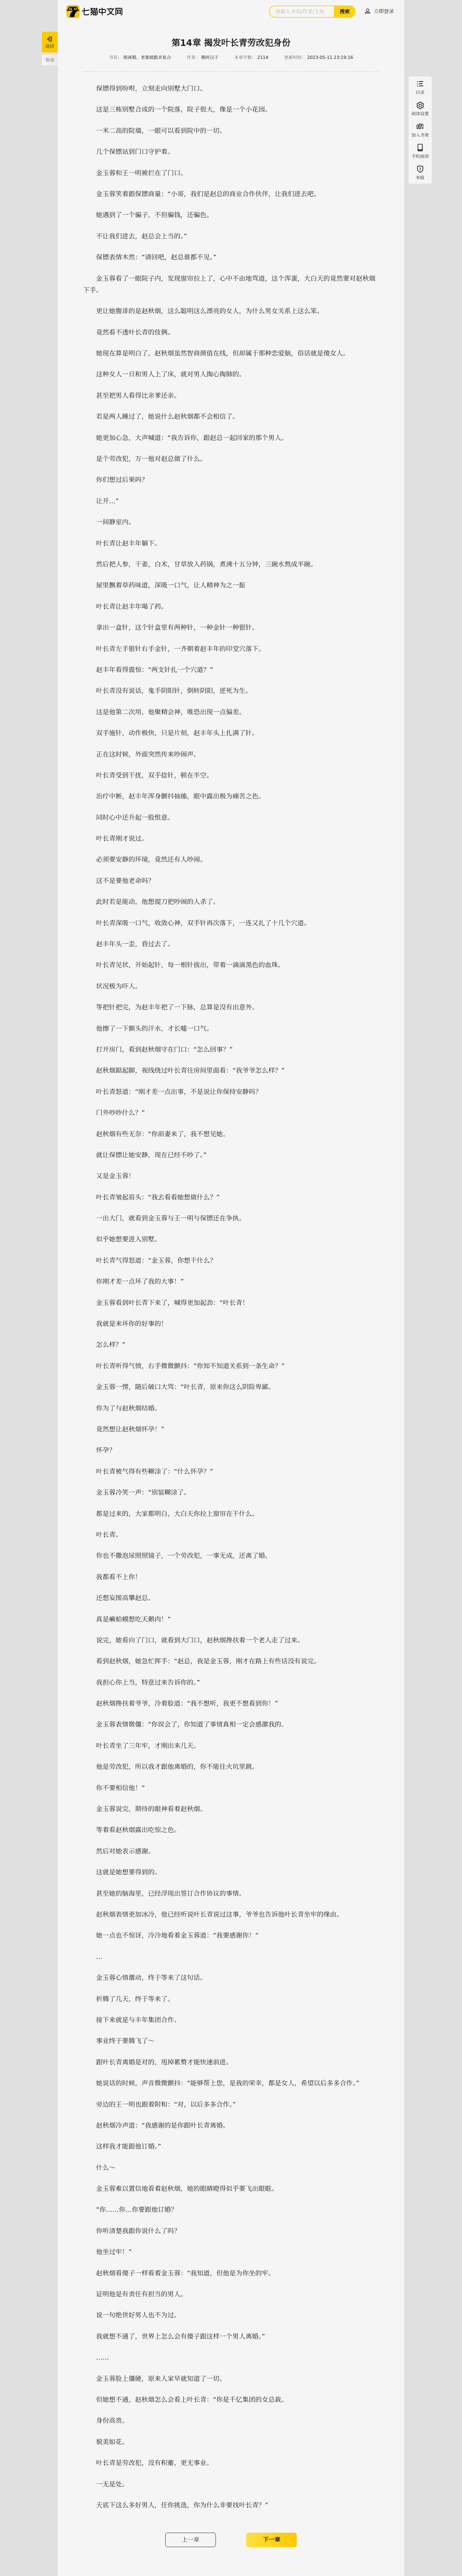 七猫中文网
请输入书名/作者/主角
搜索
立即登录
返回
书库
目录
阅读设置
加入书架
手机阅读
举报
第14章 揭发叶长青劳改犯身份
作者: 
本章字数: 2114
更新时间: 2023-05-11 23:19:16
保镖得到吩咐，立刻走向别墅大门口。
这是三栋别墅合成的一个院落，院子很大，像是一个小花园。
一米二高的院墙，一眼可以看到院中的一切。
几个保镖站到门口守护着。
金玉蓉和王一明被拦在了门口。
金玉蓉笑着跟保镖商量：“小哥，我们是赵总的商业合作伙伴，让我们进去吧。
她遇到了一个骗子，不但骗钱，还骗色。
不让我们进去，赵总会上当的。”
保镖表情木然：“请回吧，赵总谁都不见。”
金玉蓉看了一眼院子内，发现窗帘拉上了，心中不由地骂道，这个浑蛋，大白天的竟然要对赵秋烟
下手。
更让她腹诽的是赵秋烟，这么聪明这么漂亮的女人，为什么男女关系上这么笨。
竟然看不透叶长青的伎俩。
她现在算是明白了，赵秋烟虽然智商颜值在线，但却属于那种恋爱脑，俗话就是傻女人。
这种女人一旦和男人上了床，就对男人掏心掏肺的。
甚至把男人看得比亲爹还亲。
若是两人睡过了，她说什么赵秋烟都不会相信了。
她更加心急，大声喊道：“我告诉你，跟赵总一起回家的那个男人。
是个劳改犯，万一他对赵总做了什么。
你们想过后果吗？
让开…”
一间静室内。
叶长青让赵丰年躺下。
然后把人参，干姜，白术，甘草放入药锅，煮沸十五分钟，三碗水熬成半碗。
屋里飘着草药味道，深吸一口气，让人精神为之一振
叶长青让赵丰年喝了药。
拿出一盒针，这个针盒里有两种针，一种金针一种银针。
叶长青左手银针右手金针，一齐朝着赵丰年的印堂穴落下。
赵丰年看得震惊：“两支针扎一个穴道？”
叶长青没有说话，鬼手阴阳针，倒转阴阳，逆死为生。
这是他第二次用，他聚精会神，唯恐出现一点偏差。
双手施针，动作极快，只是片刻，赵丰年头上扎满了针。
正在这时候，外面突然传来吵闹声。
叶长青受到干扰，双手捻针，顿在半空。
治疗中断，赵丰年浑身颤抖抽搐，眼中露出极为痛苦之色。
同时心中还升起一股恨意。
叶长青刚才说过。
必须要安静的环境，竟然还有人吵闹。
这不是要他老命吗？
此时若是能动，他想提刀把吵闹的人杀了。
叶长青深吸一口气，收敛心神，双手针再次落下，一连又扎了十几个穴道。
赵丰年头一歪，昏过去了。
叶长青见状，开始起针，每一根针拔出，带着一滴滴黑色的血珠。
状况极为吓人。
等把针把完，为赵丰年把了一下脉，总算是没有出意外。
他擦了一下额头的汗水，才长嘘一口气。
打开房门，看到赵秋烟守在门口：“怎么回事？”
赵秋烟踮起脚，视线绕过叶长青往房间里面看：“我爷爷怎么样？”
叶长青怒道：“刚才差一点出事，不是说让你保持安静吗？
门外吵吵什么？”
赵秋烟有些无奈：“你前妻来了，我不想见她。
就让保镖让她安静，现在已经不吵了。”
又是金玉蓉！
叶长青皱起眉头：“我去看看她想做什么？”
一出大门，就看到金玉蓉与王一明与保镖还在争执。
似乎她想要进入别墅。
叶长青气得怒道：“金玉蓉，你想干什么？
你刚才差一点坏了我的大事！”
金玉蓉看到叶长青下来了，喊得更加起劲：“叶长青！
我就是来坏你的好事的！
怎么样？”
叶长青听得气愤，右手微微颤抖：“你知不知道关系到一条生命？”
金玉蓉一愣，随后破口大骂：“叶长青，原来你这么阴险卑鄙。
你为了与赵秋烟结婚。
竟然想让赵秋烟怀孕！”
怀孕？
叶长青被气得有些糊涂了：“什么怀孕？”
金玉蓉冷笑一声：“别装糊涂了。
都是过来的，大家都明白，大白天你拉上窗帘在干什么。
叶长青。
你也不撒泡尿照照镜子，一个劳改犯，一事无成，还离了婚。
我都看不上你！
还想妄图高攀赵总。
真是癞蛤蟆想吃天鹅肉！”
说完，她看向了门口，就看到大门口，赵秋烟搀扶着一个老人走了过来。
看到赵秋烟，她急忙挥手：“赵总，我是金玉蓉，刚才在路上有些话没有说完。
我担心你上当，特意过来告诉你的。”
赵秋烟搀扶着爷爷，冷着脸道：“我不想听，我更不想看到你！”
金玉蓉表情微僵：“你误会了，你知道了事情真相一定会感激我的。
叶长青坐了三年牢，才刚出来几天。
他是劳改犯，所以我才跟他离婚的，你不能往火坑里跳。
你不要相信他！”
金玉蓉说完，期待的眼神看着赵秋烟。
等着看赵秋烟露出吃惊之色。
然后对她表示感谢。
这就是她想要得到的。
甚至她的脑海里，已经浮现出签订合作协议的事情。
赵秋烟表情更加冰冷，他已经听说叶长青说过这事，爷爷也告诉他叶长青坐牢的缘由。
她一点也不惊讶，冷冷地看着金玉蓉道：“我要感谢你！”
…
金玉蓉心情激动，终于等来了这句话。
折腾了几天，终于等来了。
接下来就是与丰年集团合作。
事业终于要腾飞了～
跟叶长青离婚是对的，甩掉累赘才能快速前进。
她说话的时候，声音微微颤抖：“能够帮上您，是我的荣幸，都是女人，希望以后多多合作。”
旁边的王一明也跟着附和：“对，以后多多合作。”
赵秋烟冷声道：“我感谢的是你跟叶长青离婚。
这样我才能跟他订婚。”
什么～
金玉蓉难以置信地看着赵秋烟，她的眼睛瞪得似乎要飞出眼眶。
“你……你…你要跟他订婚？
你听清楚我跟你说什么了吗？
他坐过牢！”
赵秋烟看傻子一样看着金玉蓉：“我知道，但他是为你坐的牢。
证明他是有责任有担当的男人。
说一句绝世好男人也不为过。
我就想不通了，世界上怎么会有傻子跟这样一个男人离婚。”
……
金玉蓉脸上僵硬，原来人家早就知道了一切。
但她想不通，赵秋烟怎么会看上叶长青：“你是千亿集团的女总裁。
身份高贵。
貌美如花。
叶长青是劳改犯，没有积蓄，更无事业。
一无是处。
天底下这么多好男人，任你挑选，你为什么非要找叶长青？”
上一章
下一章